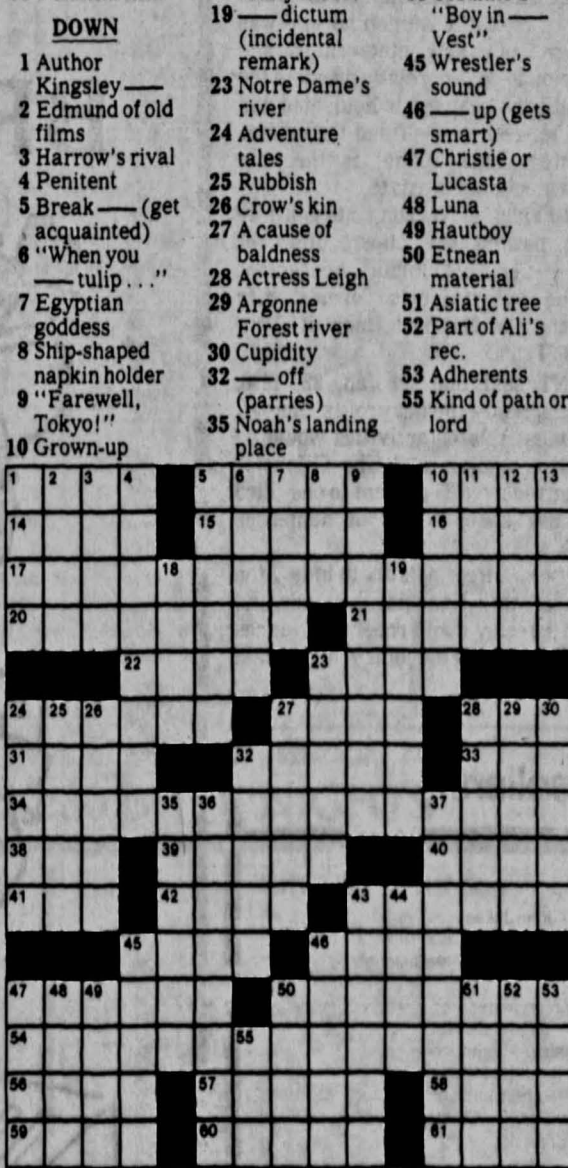 DOWN
1 Author
Kingsley —
2 Edmund of old
films
3 Harrow's rival
4 Penitent
5 Break — (get
acquainted)
6 "When you
— tulip . . ."
7 Egyptian
goddess
8 Ship-shaped
napkin holder
9 "Farewell,
Tokyo!"
10 Grown-up
19 — dictum
(incidental
remark)
23 Notre Dame's
river
24 Adventure
tales
25 Rubbish
26 Crow's kin
27 A cause of
baldness
28 Actress Leigh
29 Argonne
Forest river
30 Cupidity
32 — off
(parries)
35 Noah's landing
place
"Boy in —
Vest"
45 Wrestler's
sound
46 — up (gets
smart)
47 Christie or
Lucasta
48 Luna
49 Hautboy
50 Etnean
material
51 Asiatic tree
52 Part of Ali's
rec.
53 Adherents
55 Kind of path or
lord
1 2 3 4 5 6 7 8 9 10 11 12 13
14 15 16
17 18 19
20 21
22 23
24 25 26 27 28 29 30
31 32 33
34 35 36 37
38 39 40
41 42 43 44
45 46
47 48 49 50 51 52 53
54 55
56 57 58
59 60 61